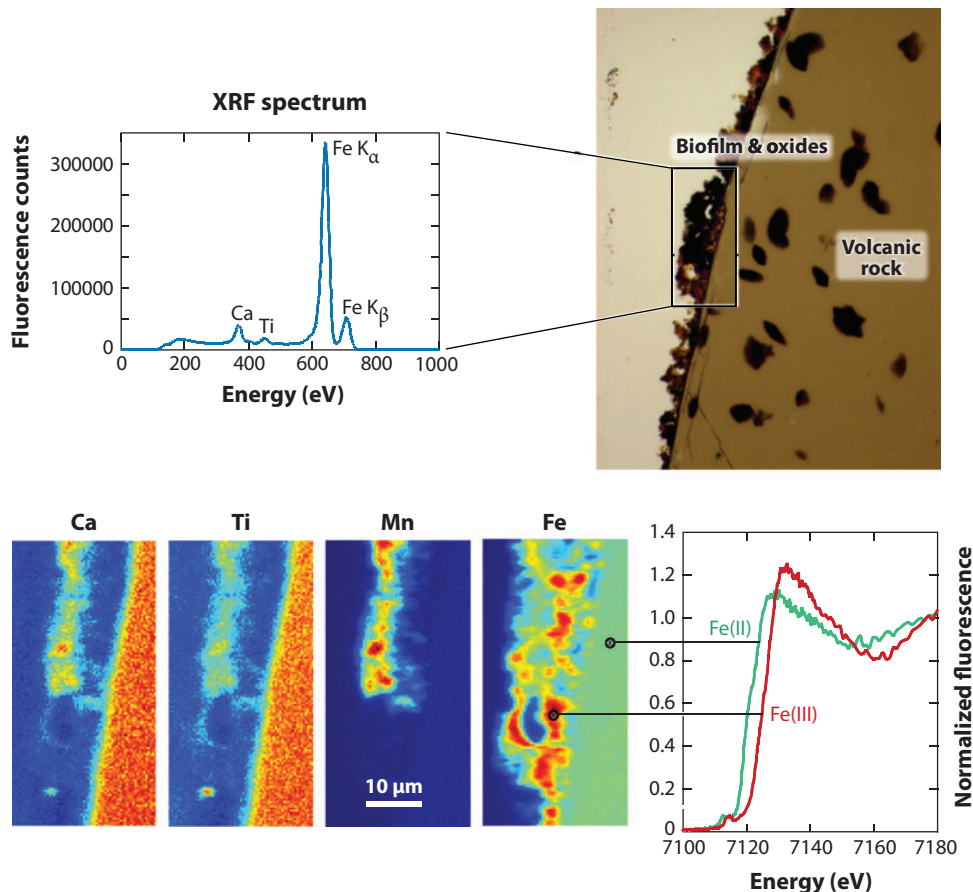 XRF spectrum
Fluorescence counts
300000
200000
100000
0
Fe Kα
Ca
Ti
Fe Kβ
0 200 400 600 800 1000
Energy (eV)
Biofilm & oxides
Volcanic
rock
Ca
Ti
Mn
Fe
10 µm
1.4
1.2
1.0
0.8
0.6
0.4
0.2
0
Fe(II)
Fe(III)
7100 7120 7140 7160 7180
Energy (eV)
Normalized fluorescence